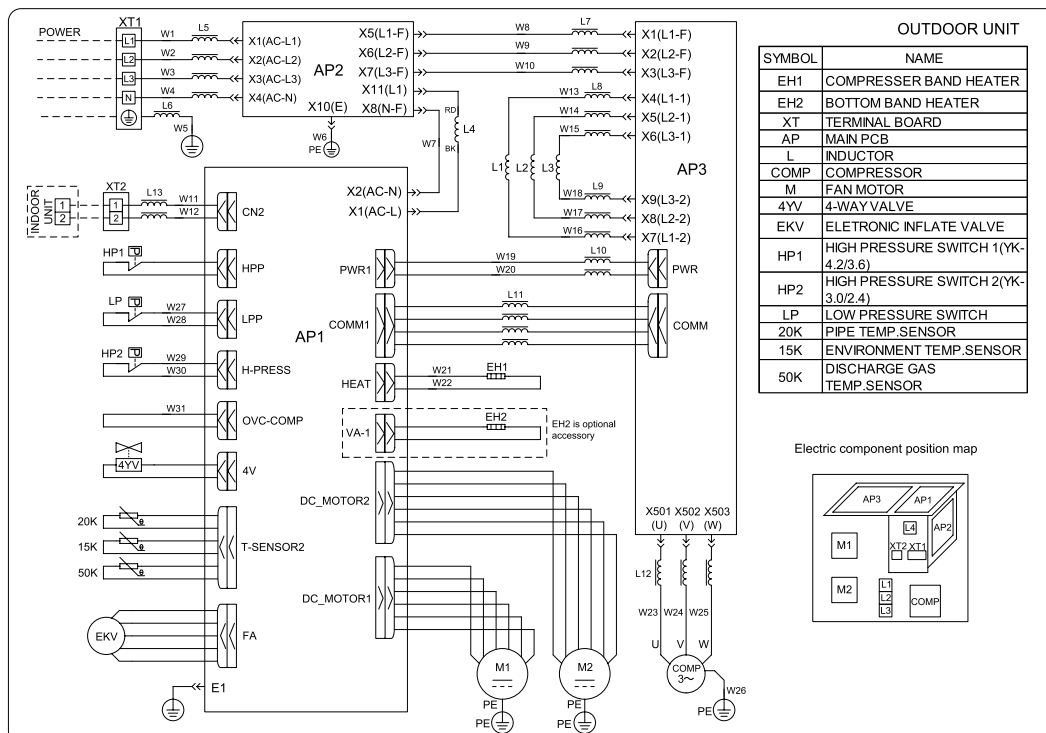 OUTDOOR UNIT
POWER
XT1
L1
L2
L3
N
W1
W2
W3
W4
L5
L6
W5
X1(AC-L1)
X2(AC-L2)
X3(AC-L3)
X4(AC-N)
AP2
X5(L1-F)
X6(L2-F)
X7(L3-F)
X11(L1)
X10(E)
X8(N-F)
W6
PE
RD
L4
BK
W7
W8
W9
W10
L7
X1(L1-F)
X2(L2-F)
X3(L3-F)
W13
L8
W14
W15
X4(L1-1)
X5(L2-1)
X6(L3-1)
L1
L2
L3
AP3
W18
L9
W17
W16
X9(L3-2)
X8(L2-2)
X7(L1-2)
INDOOR
UNIT
1
2
XT2
1
2
L13
W11
W12
CN2
X2(AC-N)
X1(AC-L)
HP1
P
HPP
PWR1
W19
W20
L10
PWR
LP
P
W27
W28
LPP
AP1
COMM1
L11
COMM
HP2
P
W29
W30
H-PRESS
HEAT
W21
W22
EH1
W31
OVC-COMP
VA-1
EH2
EH2 is optional
accessory
4YV
4V
DC_MOTOR2
20K
θ
15K
θ
50K
θ
T-SENSOR2
DC_MOTOR1
EKV
FA
E1
M1
PE
PE
M2
PE
PE
X501 X502 X503
(U) (V) (W)
L12
W23
W24
W25
U
V
W
COMP
3~
W26
PE
SYMBOL NAME
EH1 COMPRESSER BAND HEATER
EH2 BOTTOM BAND HEATER
XT TERMINAL BOARD
AP MAIN PCB
L INDUCTOR
COMP COMPRESSOR
M FAN MOTOR
4YV 4-WAY VALVE
EKV ELETRONIC INFLATE VALVE
HP1 HIGH PRESSURE SWITCH 1(YK-
4.2/3.6)
HP2 HIGH PRESSURE SWITCH 2(YK-
3.0/2.4)
LP LOW PRESSURE SWITCH
20K PIPE TEMP.SENSOR
15K ENVIRONMENT TEMP.SENSOR
50K DISCHARGE GAS
TEMP.SENSOR
Electric component position map
AP3
AP1
AP2
L4
XT2 XT1
M1
M2
L1
L2
L3
COMP